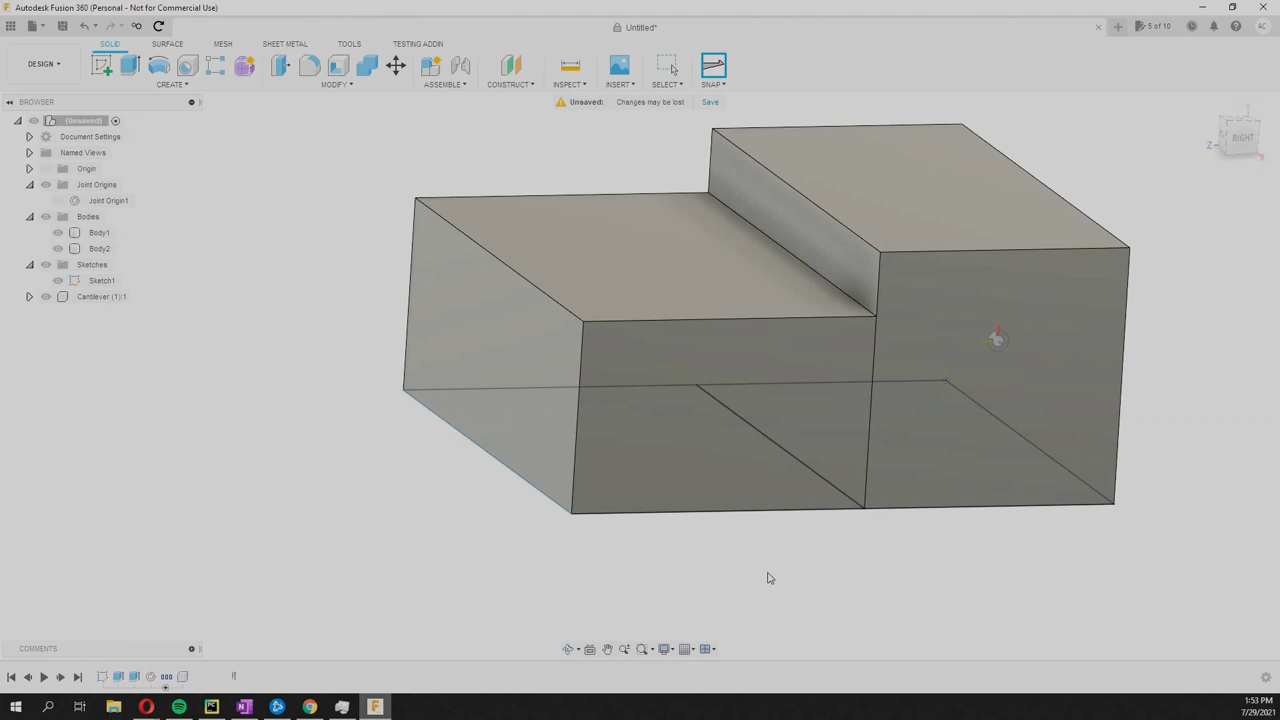 Autodesk Fusion 360 (Personal - Not for Commercial Use)
Untitled*
5 of 10
AC
SOLID SURFACE MESH SHEET METAL TOOLS TESTING ADDIN
DESIGN
CREATE MODIFY ASSEMBLE CONSTRUCT INSPECT INSERT SELECT SNAP
BROWSER
Unsaved: Changes may be lost Save
(Unsaved)
Document Settings
Named Views
Origin
Joint Origins
Joint Origin1
Bodies
Body1
Body2
Sketches
Sketch1
Cantilever (1):1
RIGHT
Z
X
COMMENTS
1:53 PM
7/29/2021